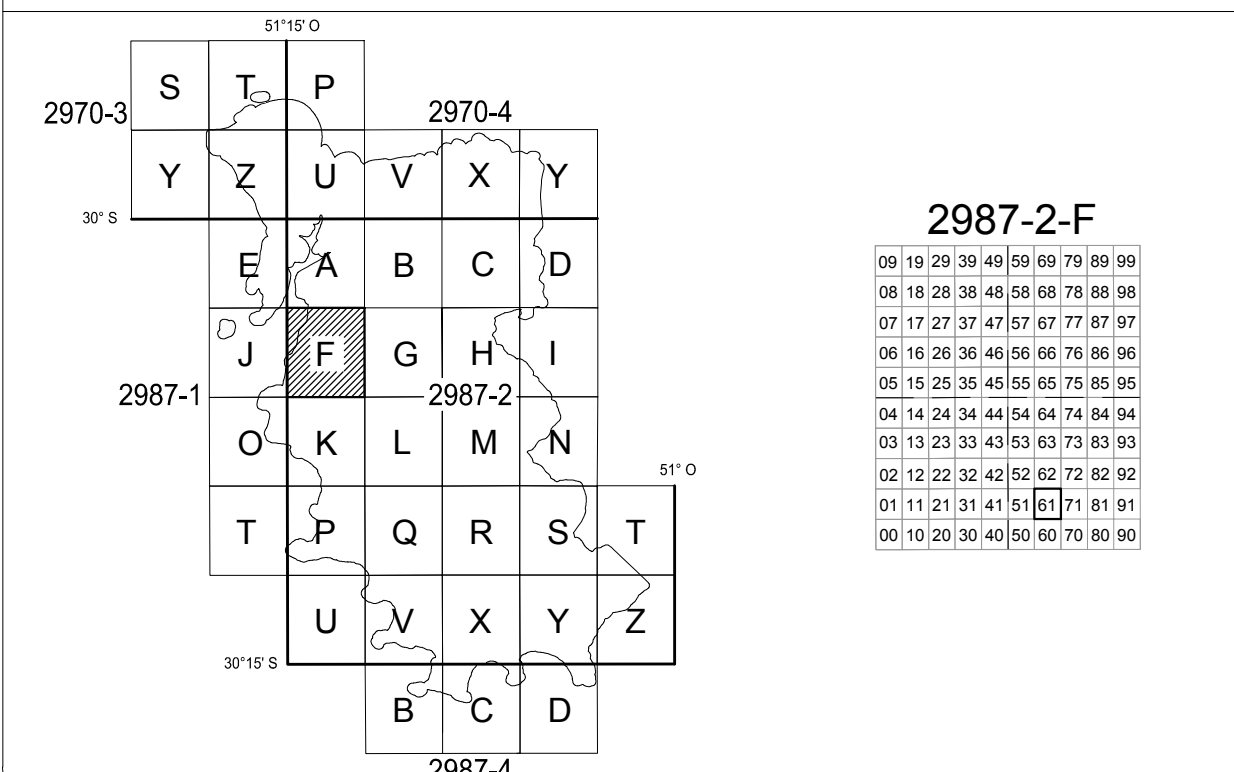 51°15' O
S T P
2970-3 2970-4
Y Z U V X Y
30° S
E A B C D
J F G H I
2987-1 2987-2
O K L M N
51° O
T P Q R S T
U V X Y Z
30°15' S
B C D
2987-4
2987-2-F
09 19 29 39 49 59 69 79 89 99
08 18 28 38 48 58 68 78 88 98
07 17 27 37 47 57 67 77 87 97
06 16 26 36 46 56 66 76 86 96
05 15 25 35 45 55 65 75 85 95
04 14 24 34 44 54 64 74 84 94
03 13 23 33 43 53 63 73 83 93
02 12 22 32 42 52 62 72 82 92
01 11 21 31 41 51 61 71 81 91
00 10 20 30 40 50 60 70 80 90